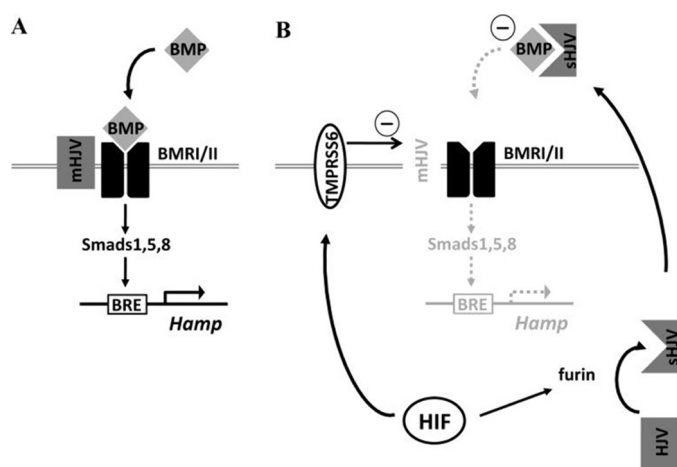 A
BMP
BMP
mHJV
BMRI/II
Smads1,5,8
BRE
Hamp
B
−
BMP
sHJV
−
TMPRSS6
mHJV
BMRI/II
Smads1,5,8
BRE
Hamp
sHJV
furin
HIF
HJV